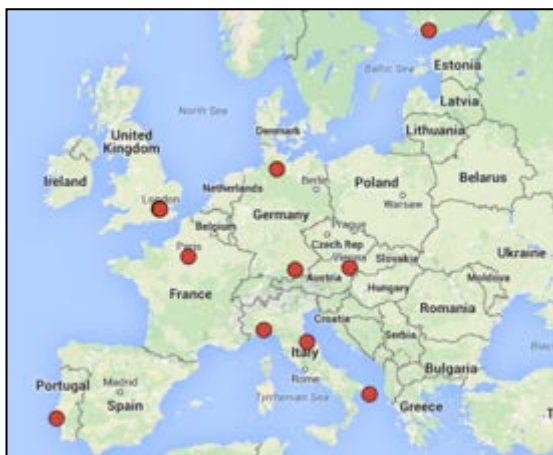 Estonia
Baltic Sea
Latvia
North Sea
Denmark
Lithuania
United
Kingdom
Ireland
Belarus
London
Netherlands
Berlin
Poland
Warsaw
Belgium
Germany
Prague
Czech Rep
Ukraine
Paris
Vienna
Slovakia
Austria
Moldova
France
Hungary
Romania
Croatia
Serbia
Italy
Bulgaria
Portugal
Madrid
Rome
Spain
Tyrrhenian Sea
Greece